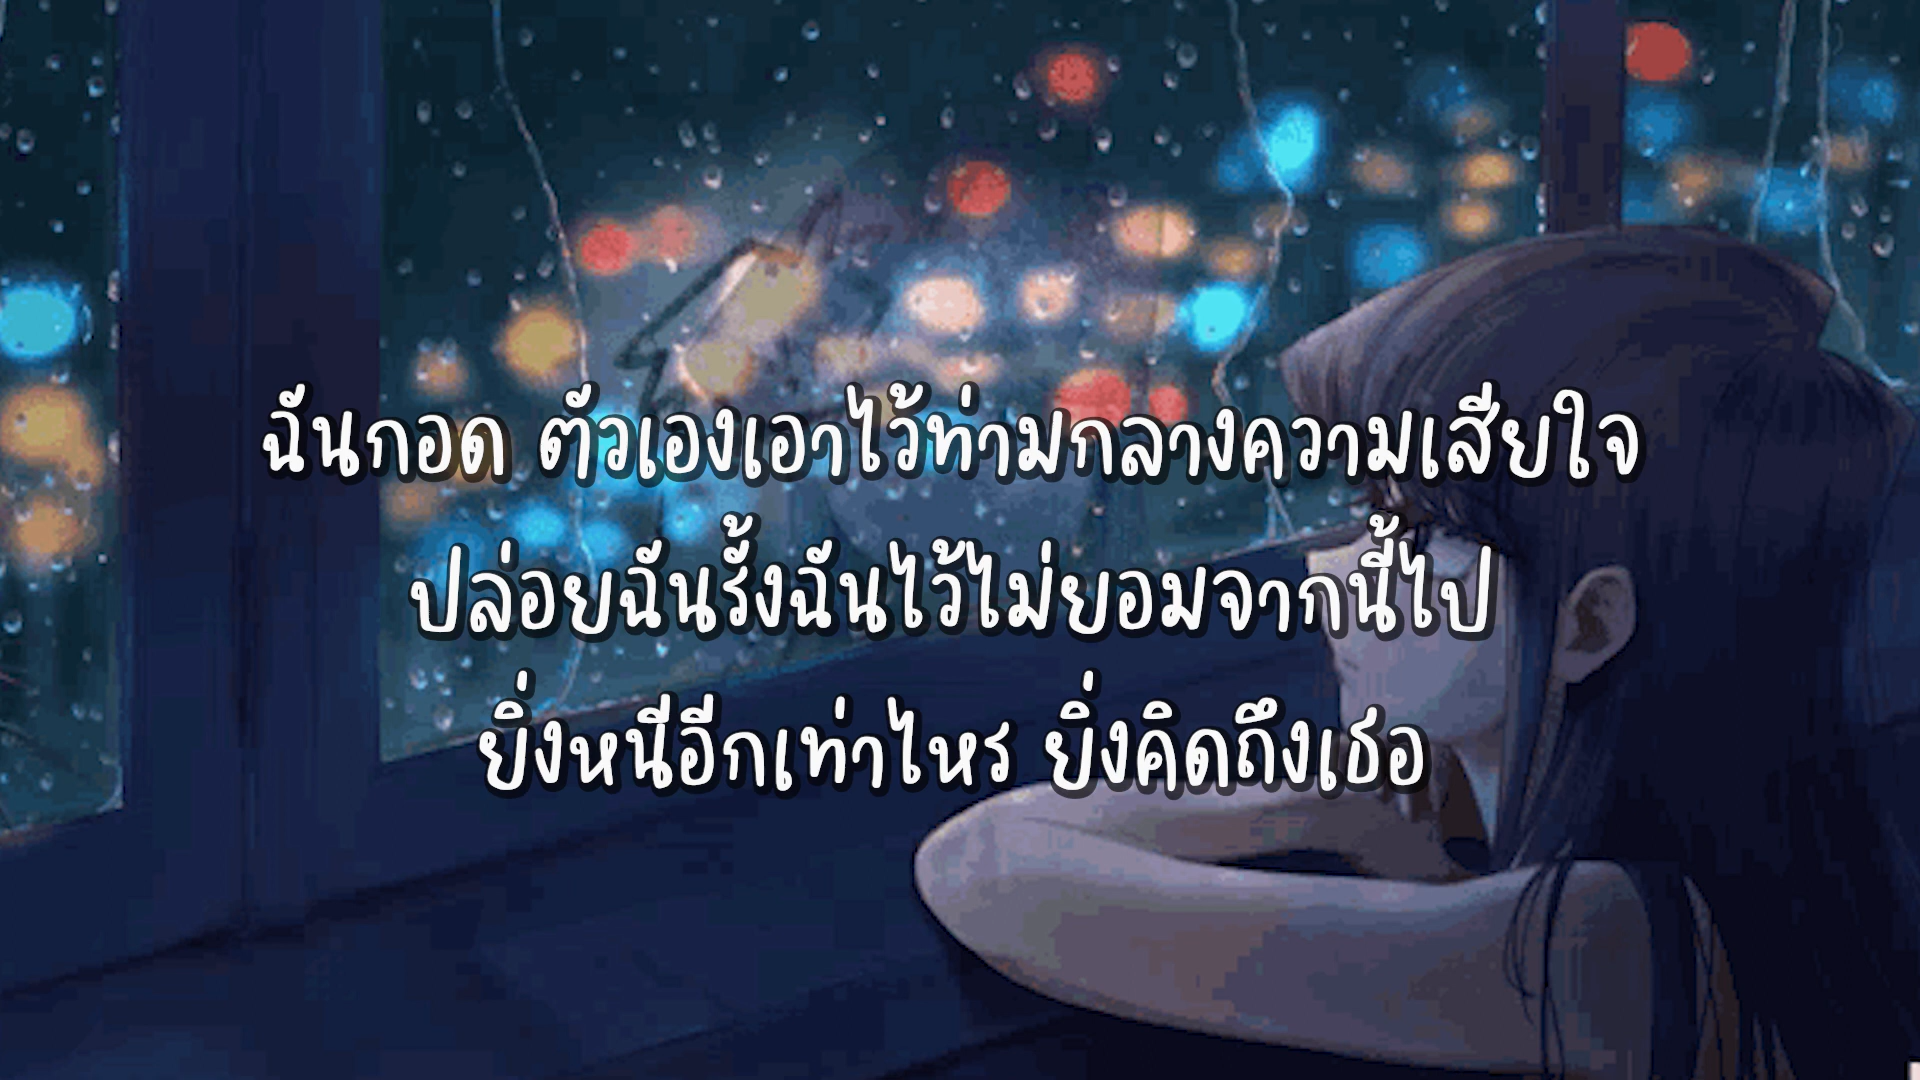 ฉันกอด ตัวเองเอาไว้ท่ามกลางความเสียใจ
ปล่อยฉันรั้งฉันไว้ไม่ยอมจากนี้ไป
ยิ่งหนีอีกเท่าไหร ยิ่งคิดถึงเธอ